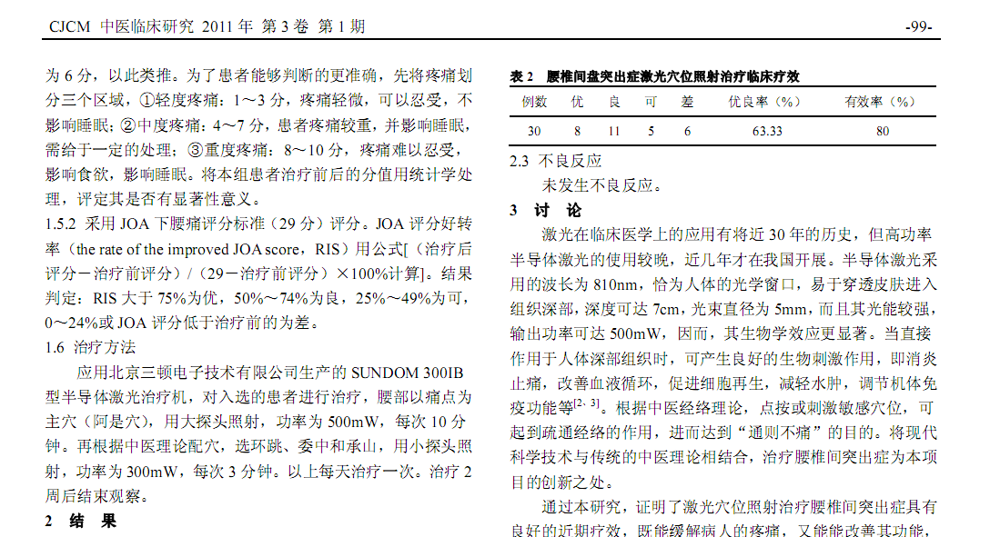 CJCM 中医临床研究 2011 年 第 3 卷 第 1 期 -99-
为 6 分，以此类推。为了患者能够判断的更准确，先将疼痛划
分三个区域，①轻度疼痛：1～3 分，疼痛轻微，可以忍受，不
影响睡眠；②中度疼痛：4～7 分，患者疼痛较重，并影响睡眠，
需给于一定的处理；③重度疼痛：8～10 分，疼痛难以忍受，
影响食欲，影响睡眠。将本组患者治疗前后的分值用统计学处
理，评定其是否有显著性意义。
1.5.2 采用 JOA 下腰痛评分标准（29 分）评分。JOA 评分好转
率（the rate of the improved JOA score，RIS）用公式[（治疗后
评分－治疗前评分）/（29－治疗前评分）×100%计算]。结果
判定：RIS 大于 75%为优，50%～74%为良，25%～49%为可，
0～24%或 JOA 评分低于治疗前的为差。
1.6 治疗方法
应用北京三顿电子技术有限公司生产的 SUNDOM 300IB
型半导体激光治疗机，对入选的患者进行治疗，腰部以痛点为
主穴（阿是穴），用大探头照射，功率为 500mW，每次 10 分
钟。再根据中医理论配穴，选环跳、委中和承山，用小探头照
射，功率为 300mW，每次 3 分钟。以上每天治疗一次。治疗 2
周后结束观察。
2 结 果
表 2 腰椎间盘突出症激光穴位照射治疗临床疗效
例数 优 良 可 差 优良率（%） 有效率（%）
30 8 11 5 6 63.33 80
2.3 不良反应
未发生不良反应。
3 讨 论
激光在临床医学上的应用有将近 30 年的历史，但高功率
半导体激光的使用较晚，近几年才在我国开展。半导体激光采
用的波长为 810nm，恰为人体的光学窗口，易于穿透皮肤进入
组织深部，深度可达 7cm，光束直径为 5mm，而且其光能较强，
输出功率可达 500mW，因而，其生物学效应更显著。当直接
作用于人体深部组织时，可产生良好的生物刺激作用，即消炎
止痛，改善血液循环，促进细胞再生，减轻水肿，调节机体免
疫功能等[2、3]。根据中医经络理论，点按或刺激敏感穴位，可
起到疏通经络的作用，进而达到“通则不痛”的目的。将现代
科学技术与传统的中医理论相结合，治疗腰椎间突出症为本项
目的创新之处。
通过本研究，证明了激光穴位照射治疗腰椎间突出症具有
良好的近期疗效，既能缓解病人的疼痛，又能能改善其功能，